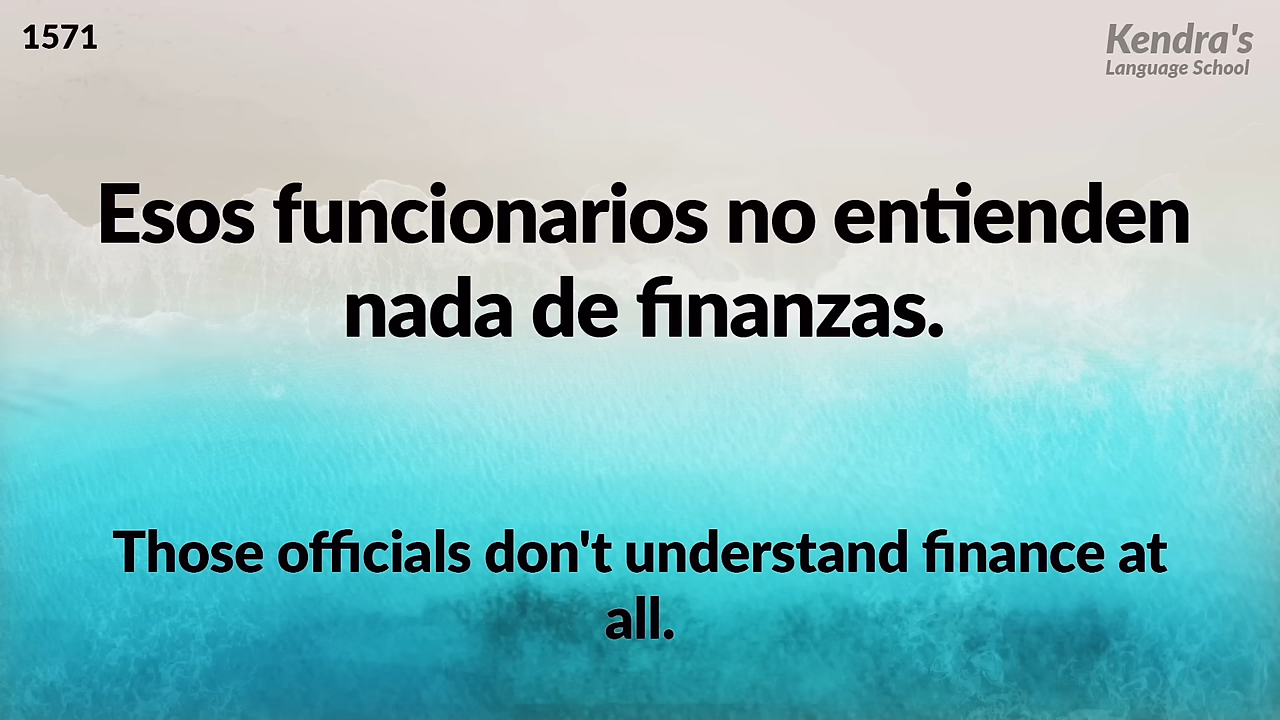 1571
Kendra's
Language School
Esos funcionarios no entienden
nada de finanzas.
Those officials don't understand finance at
all.